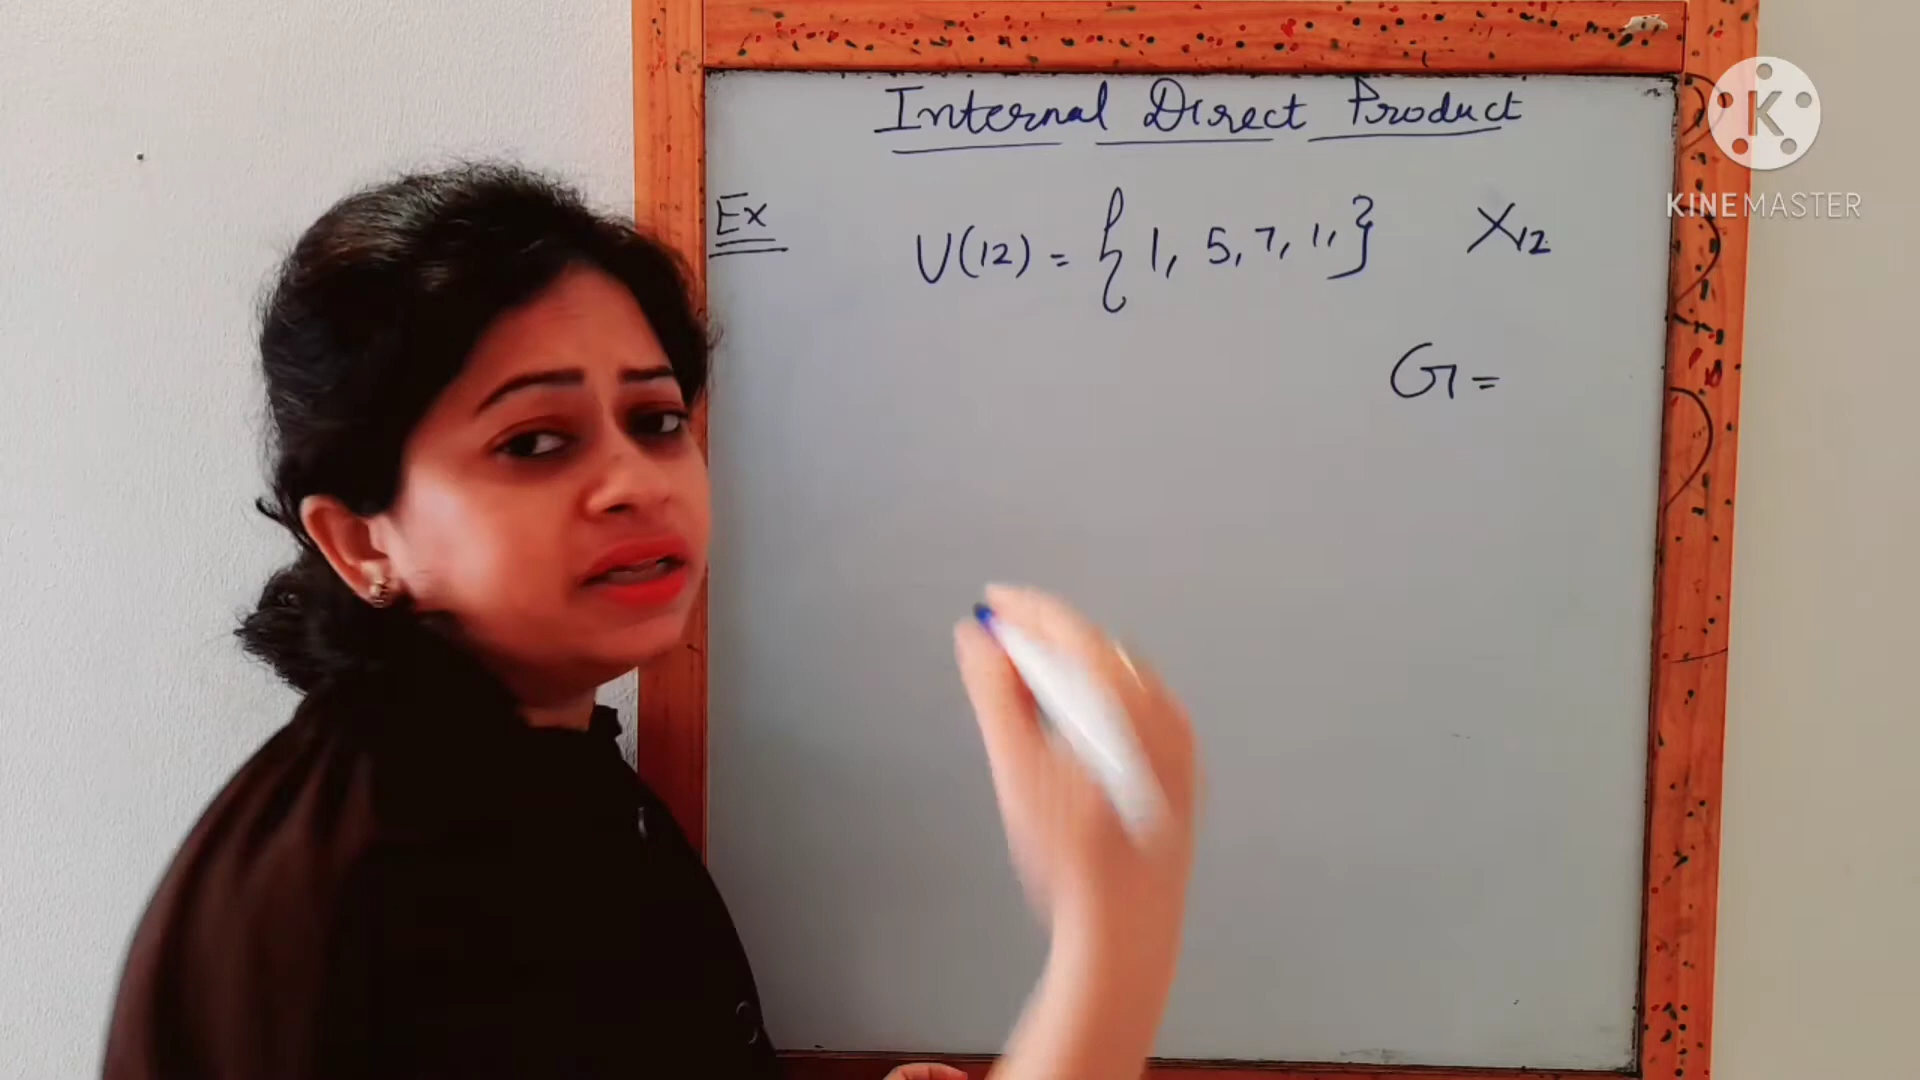 Internal Direct Product
Ex
U(12) = {1, 5, 7, 11}
X12
G =
K
KINEMASTER